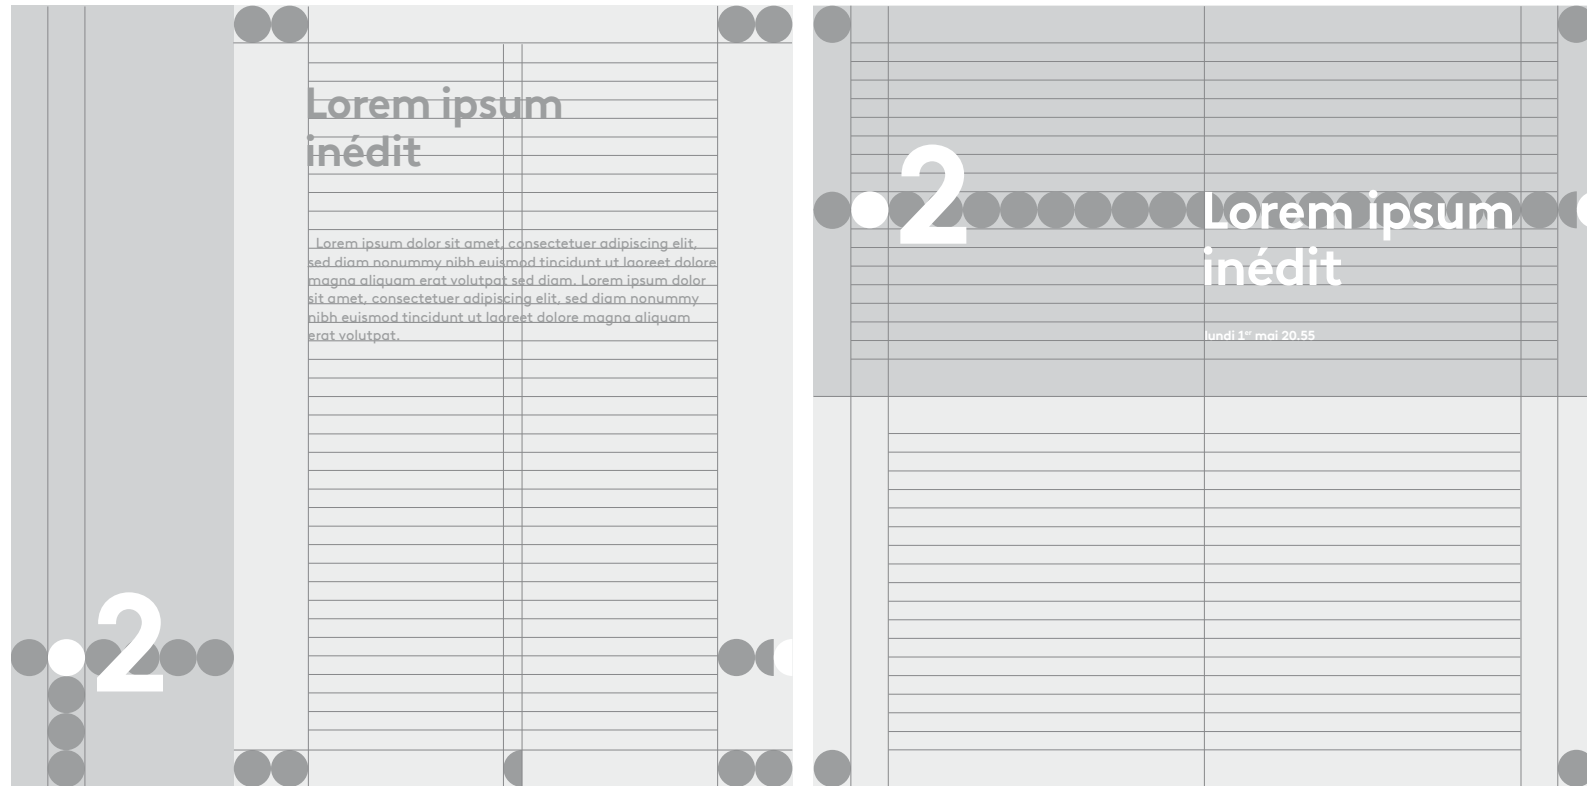 Lorem ipsum
inédit
Lorem ipsum dolor sit amet, consectetuer adipiscing elit,
sed diam nonummy nibh euismod tincidunt ut laoreet dolore
magna aliquam erat volutpat sed diam. Lorem ipsum dolor
sit amet, consectetuer adipiscing elit, sed diam nonummy
nibh euismod tincidunt ut laoreet dolore magna aliquam
erat volutpat.
2
2
Lorem ipsum
inédit
lundi 1er mai 20.55